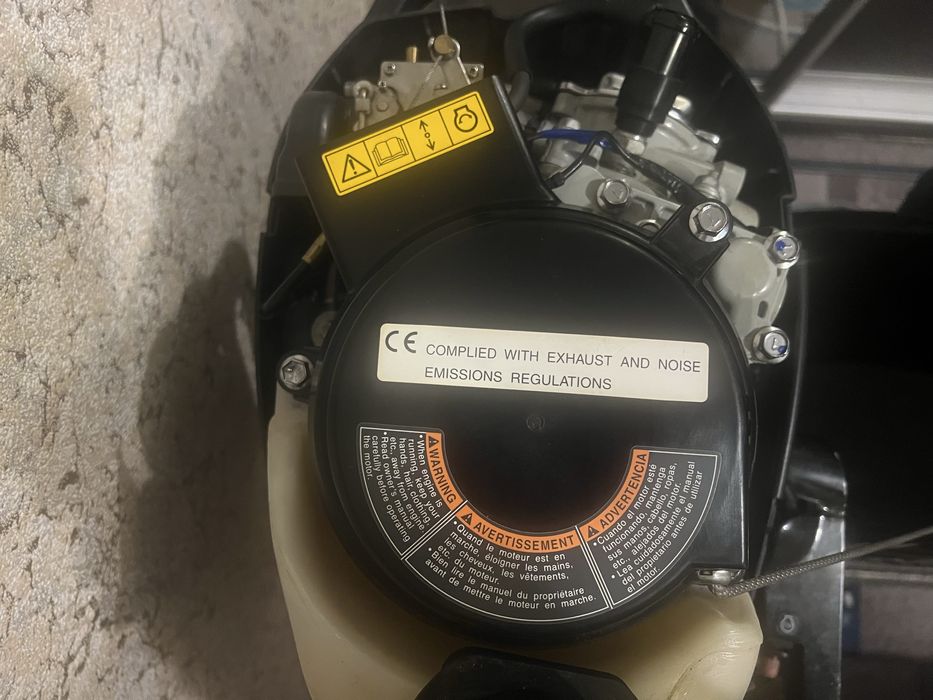 CE COMPLIED WITH EXHAUST AND NOISE
EMISSIONS REGULATIONS
WARNING
• When engine is
running, keep your
hands, hair, clothing,
etc., away from engine.
• Read owner's manual
carefully before operating
the motor.
AVERTISSEMENT
• Quand le moteur est en
marche, éloigner les mains,
les cheveux, les vêtements,
etc. du moteur.
• Bien lire le manuel du propriétaire
avant de mettre le moteur en marche.
ADVERTENCIA
• Cuando el motor esté
funcionando mantenga
sus manos, cabello, ropas,
etc., alejados del motor.
• Lea cuidadosamente el manual
del propietario antes de utilizar
el motor.